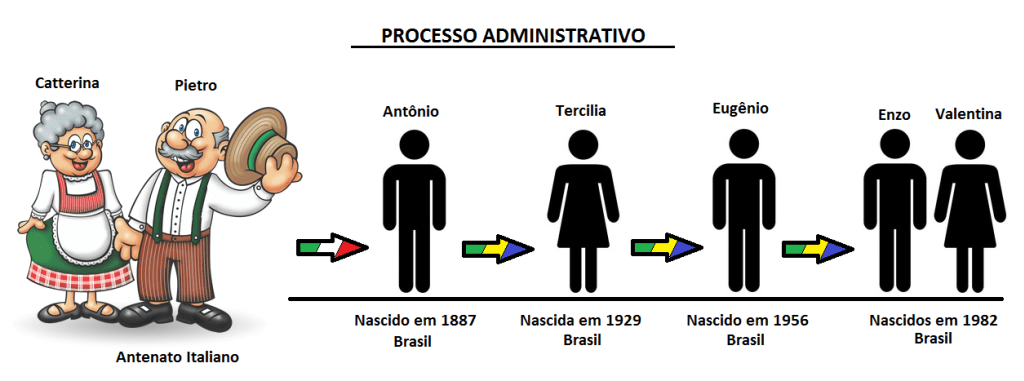 PROCESSO ADMINISTRATIVO
Catterina
Pietro
Antônio
Tercilia
Eugênio
Enzo
Valentina
Nascido em 1887
Brasil
Nascida em 1929
Brasil
Nascido em 1956
Brasil
Nascidos em 1982
Brasil
Antenato Italiano